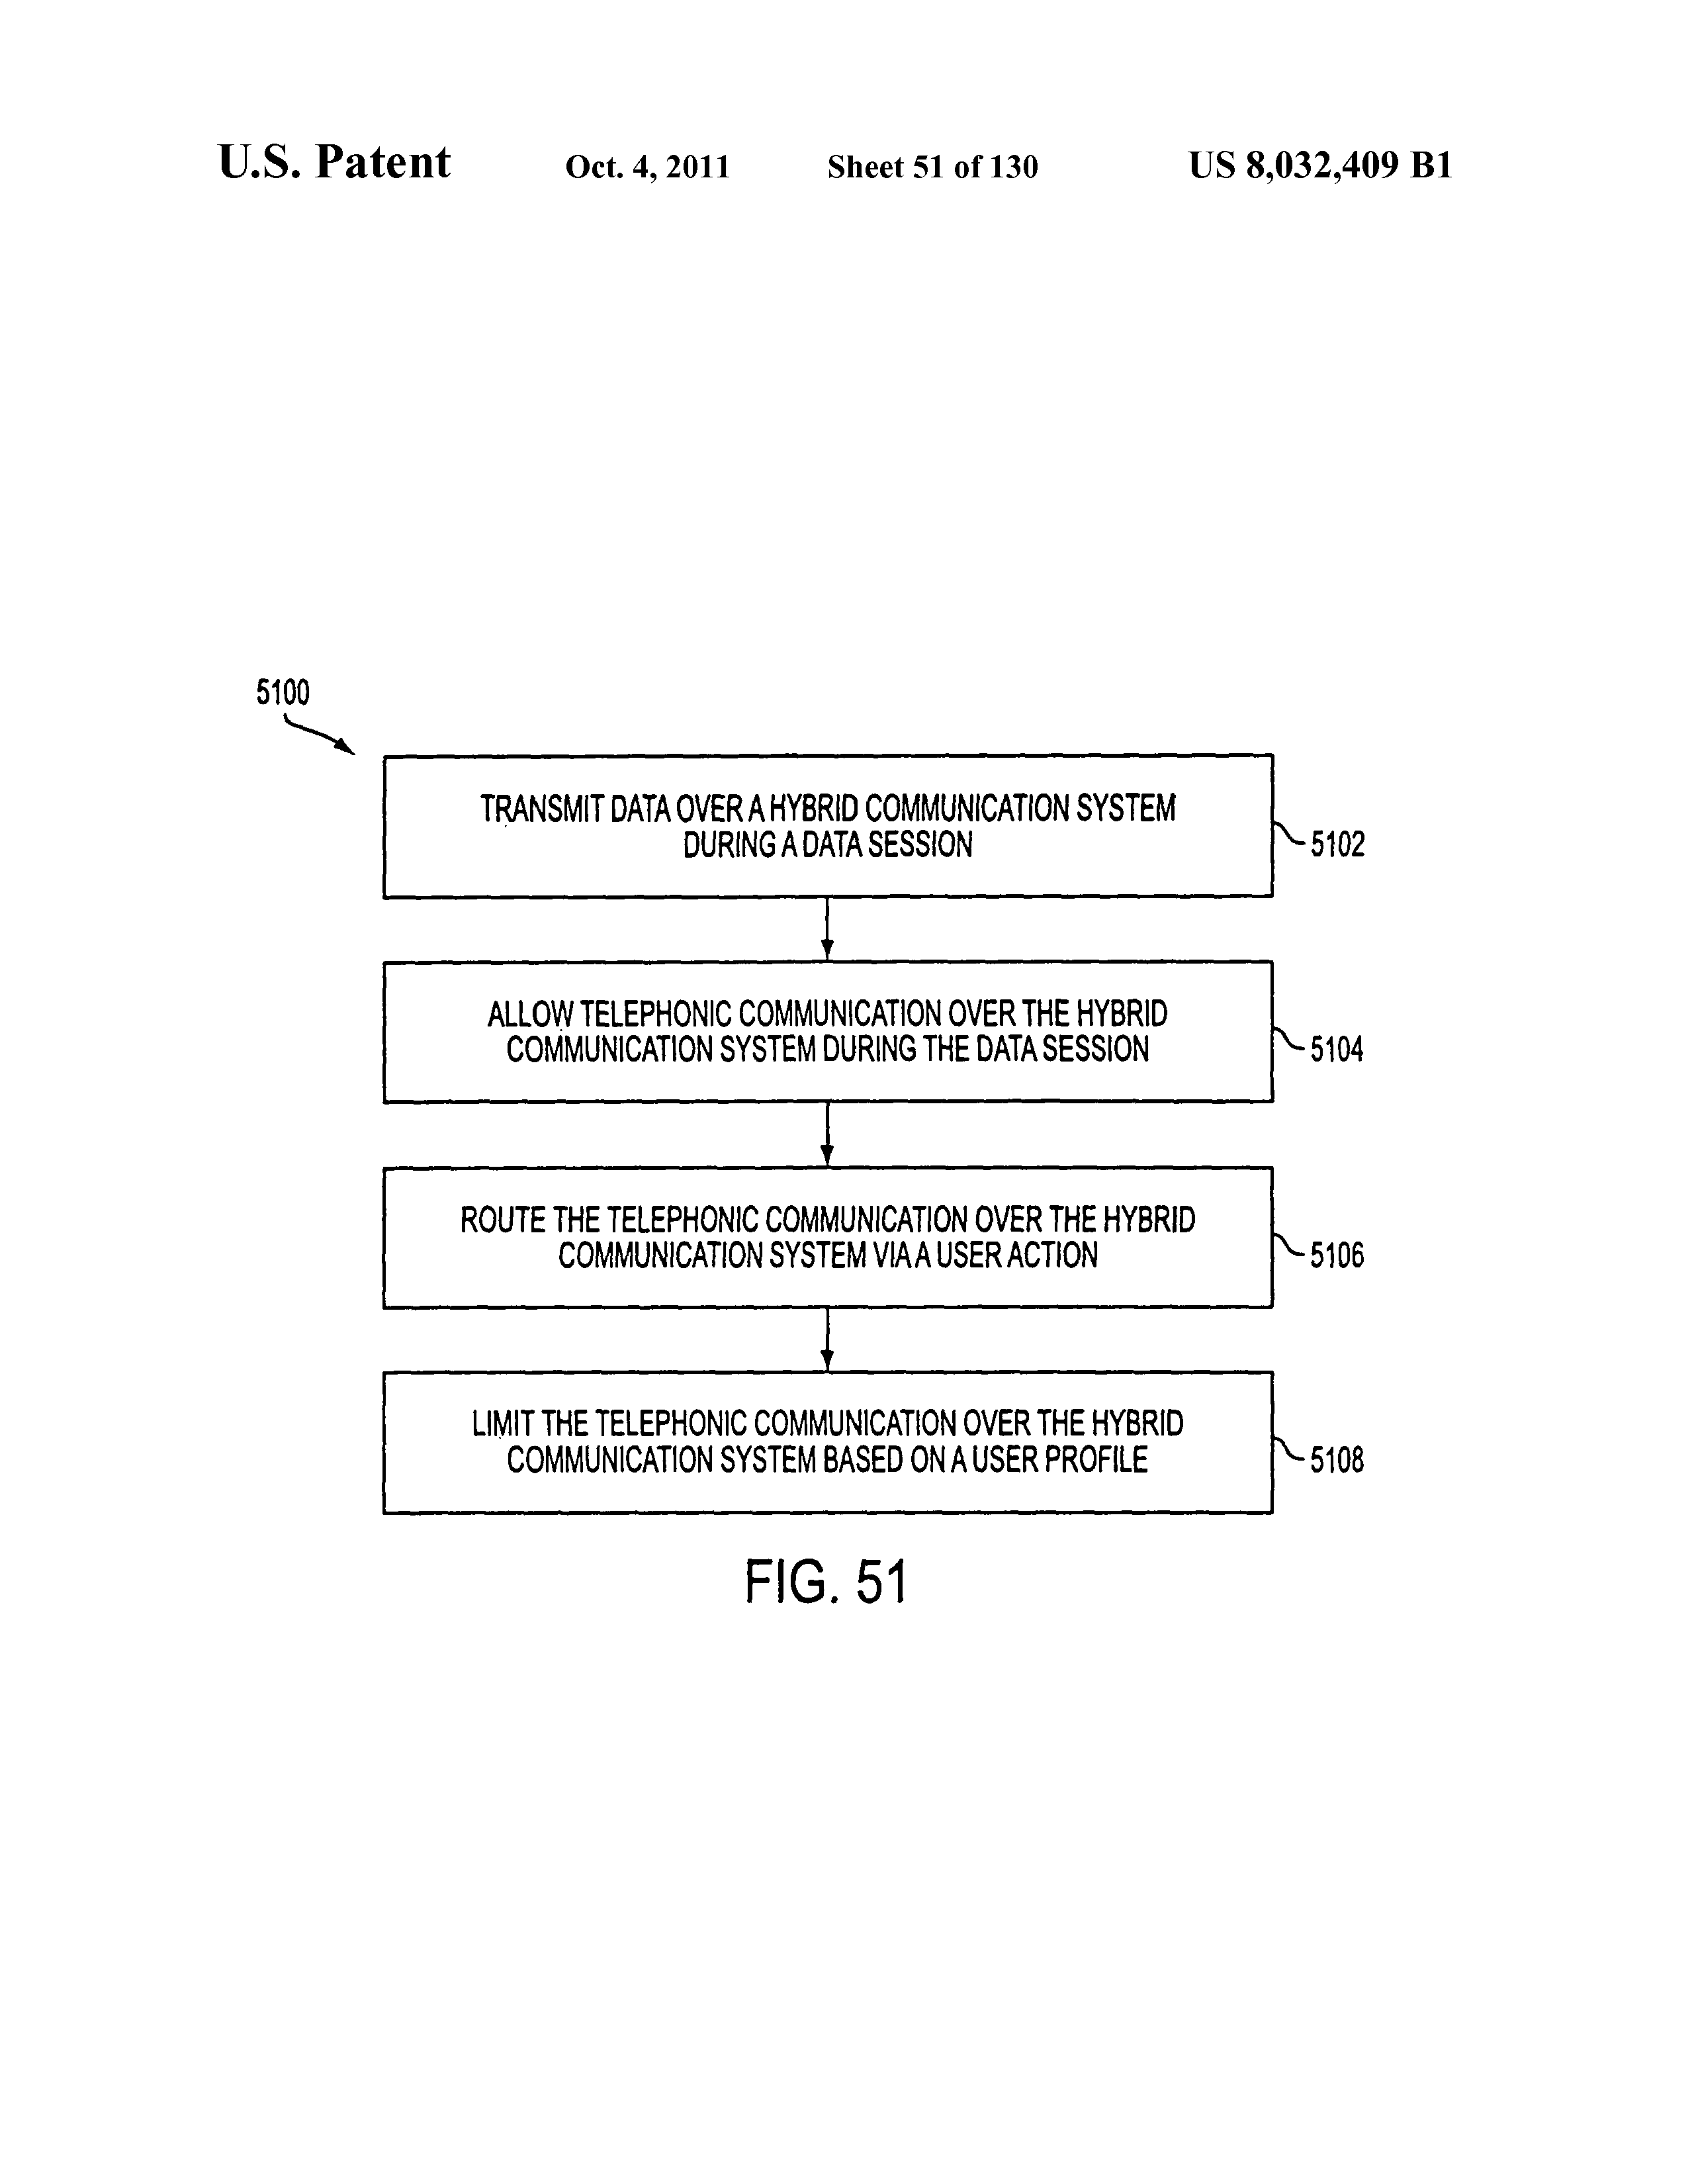 U.S. Patent Oct. 4, 2011 Sheet 51 of 130 US 8,032,409 B1
5100
TRANSMIT DATA OVER A HYBRID COMMUNICATION SYSTEM
DURING A DATA SESSION
5102
ALLOW TELEPHONIC COMMUNICATION OVER THE HYBRID
COMMUNICATION SYSTEM DURING THE DATA SESSION
5104
ROUTE THE TELEPHONIC COMMUNICATION OVER THE HYBRID
COMMUNICATION SYSTEM VIA A USER ACTION
5106
LIMIT THE TELEPHONIC COMMUNICATION OVER THE HYBRID
COMMUNICATION SYSTEM BASED ON A USER PROFILE
5108
FIG. 51